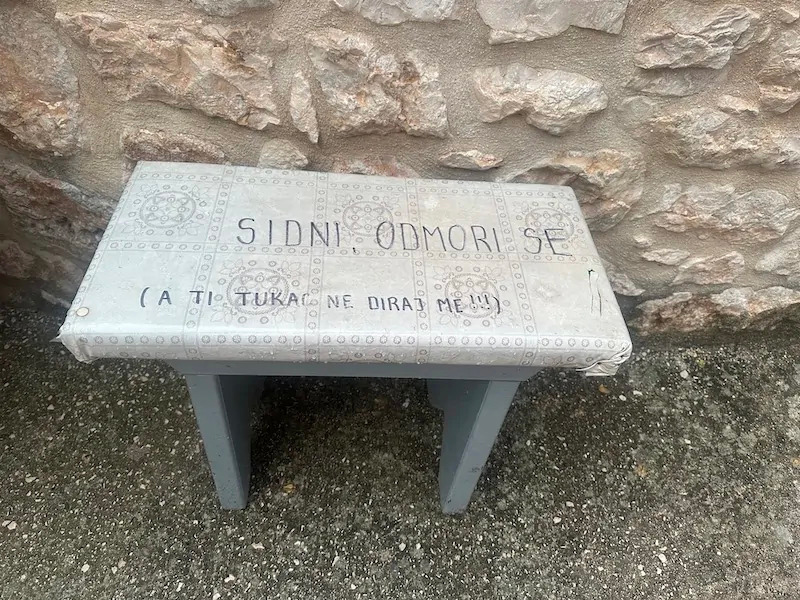 SIDNI, ODMORI SE
(A TI TUKAC NE DIRAJ ME!!!)